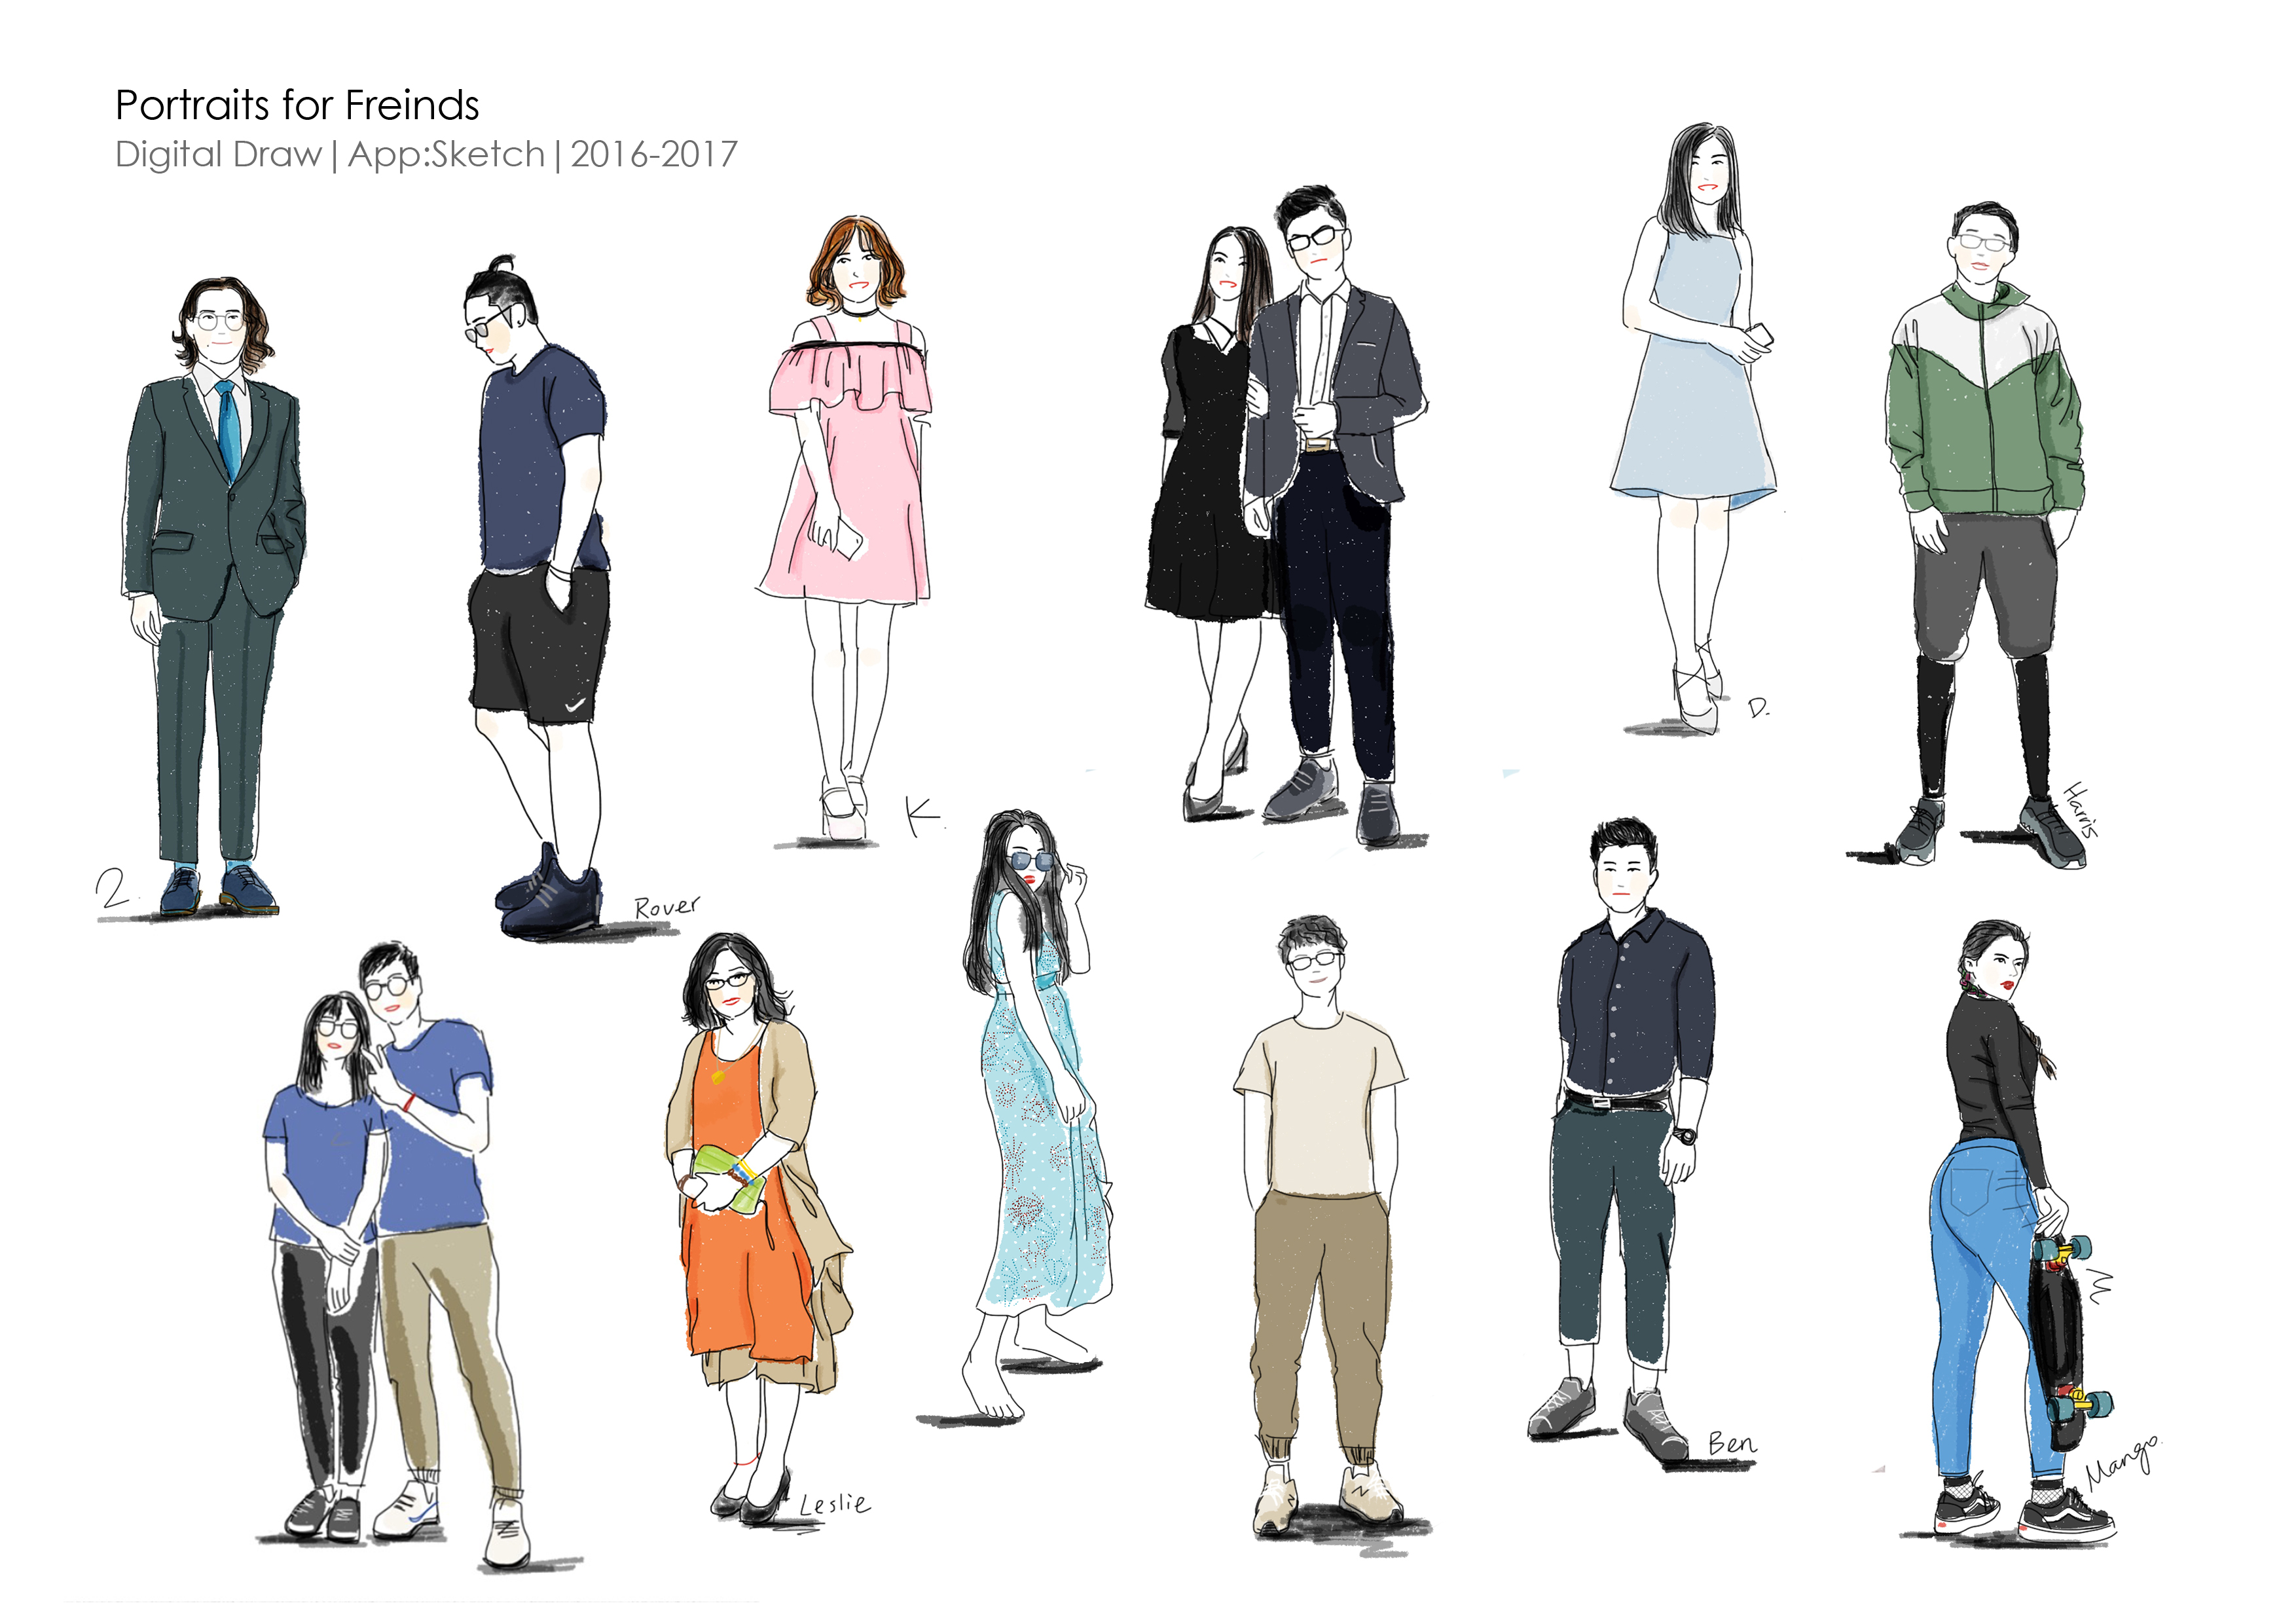 Portraits for Freinds
Digital Draw|App:Sketch|2016-2017
2.
Rover
K.
D.
Harris
Leslie
Ben
Mango.